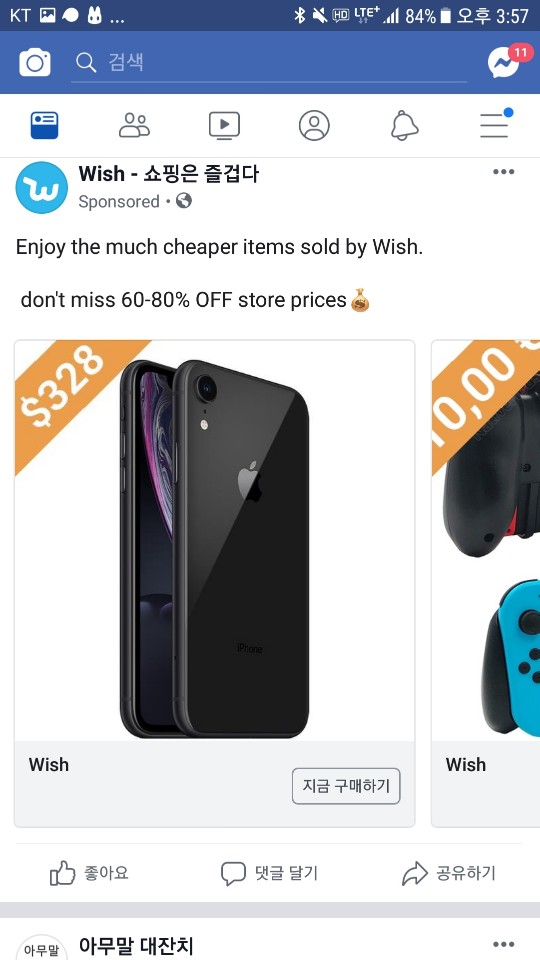 KT ... HD LTE+ 84% 오후 3:57
검색
11
Wish - 쇼핑은 즐겁다
Sponsored •
Enjoy the much cheaper items sold by Wish.
don't miss 60-80% OFF store prices
$328
10,00 €
iPhone
Wish
지금 구매하기
Wish
좋아요
댓글 달기
공유하기
아무말
아무말 대잔치